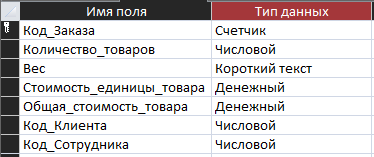 Имя поля Тип данных
Код_Заказа Счетчик
Количество_товаров Числовой
Вес Короткий текст
Стоимость_единицы_товара Денежный
Общая_стоимость_товара Денежный
Код_Клиента Числовой
Код_Сотрудника Числовой